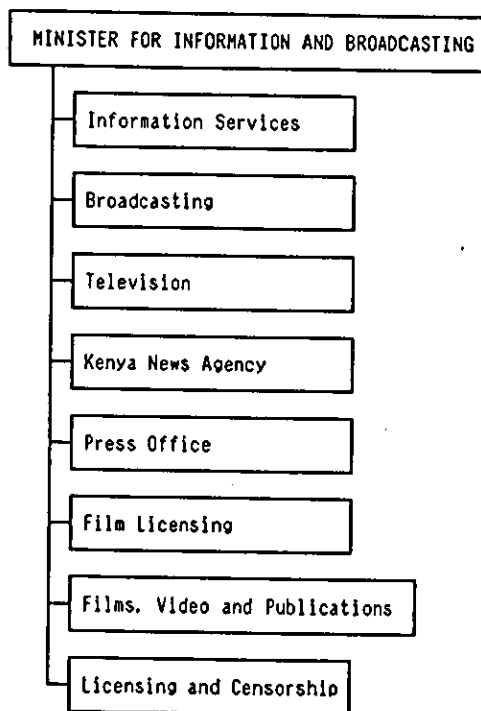 MINISTER FOR INFORMATION AND BROADCASTING
Information Services
Broadcasting
Television
Kenya News Agency
Press Office
Film Licensing
Films, Video and Publications
Licensing and Censorship